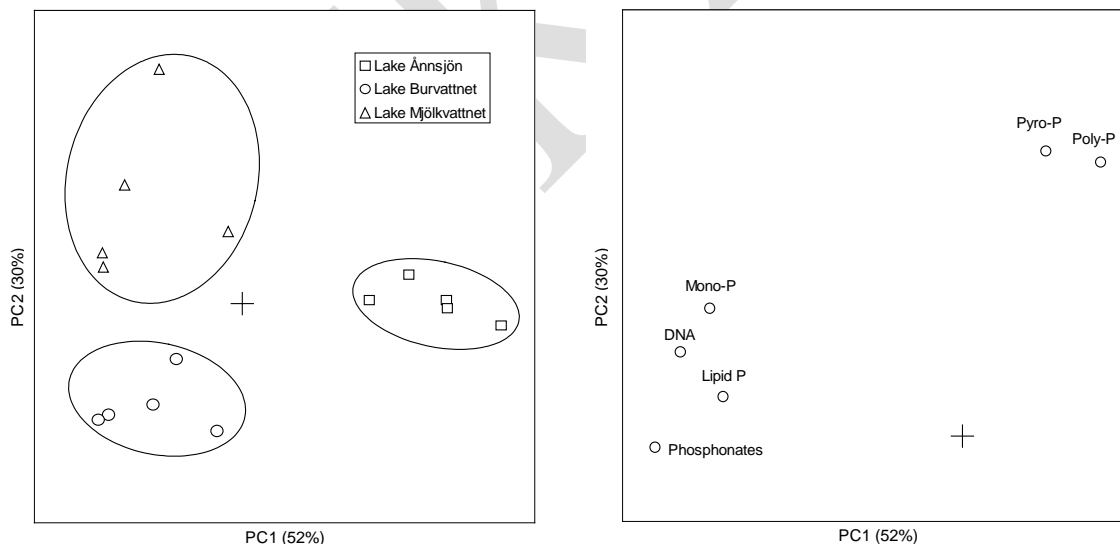 Lake Ånnsjön
Lake Burvattnet
Lake Mjölkvattnet
PC2 (30%)
PC1 (52%)
Pyro-P
Poly-P
Mono-P
DNA
Lipid P
Phosphonates
PC2 (30%)
PC1 (52%)